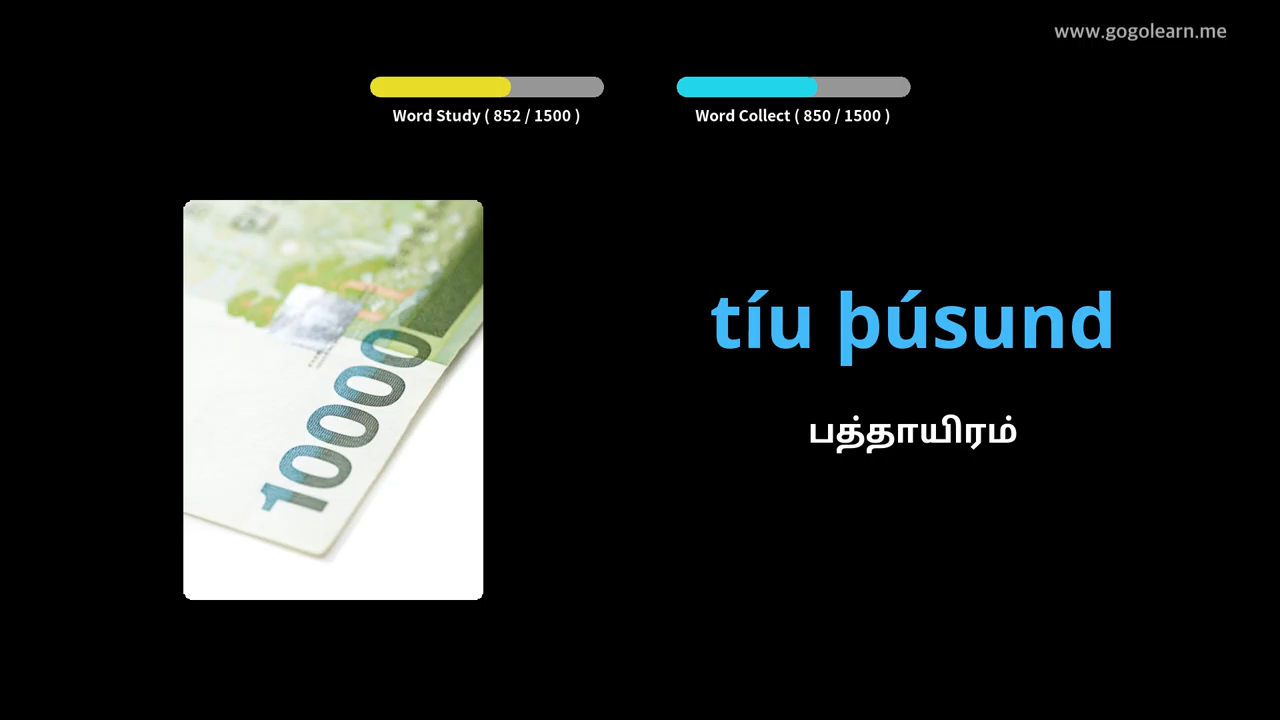 www.gogolearn.me
Word Study ( 852 / 1500 )
Word Collect ( 850 / 1500 )
10000
tíu þúsund
பத்தாயிரம்